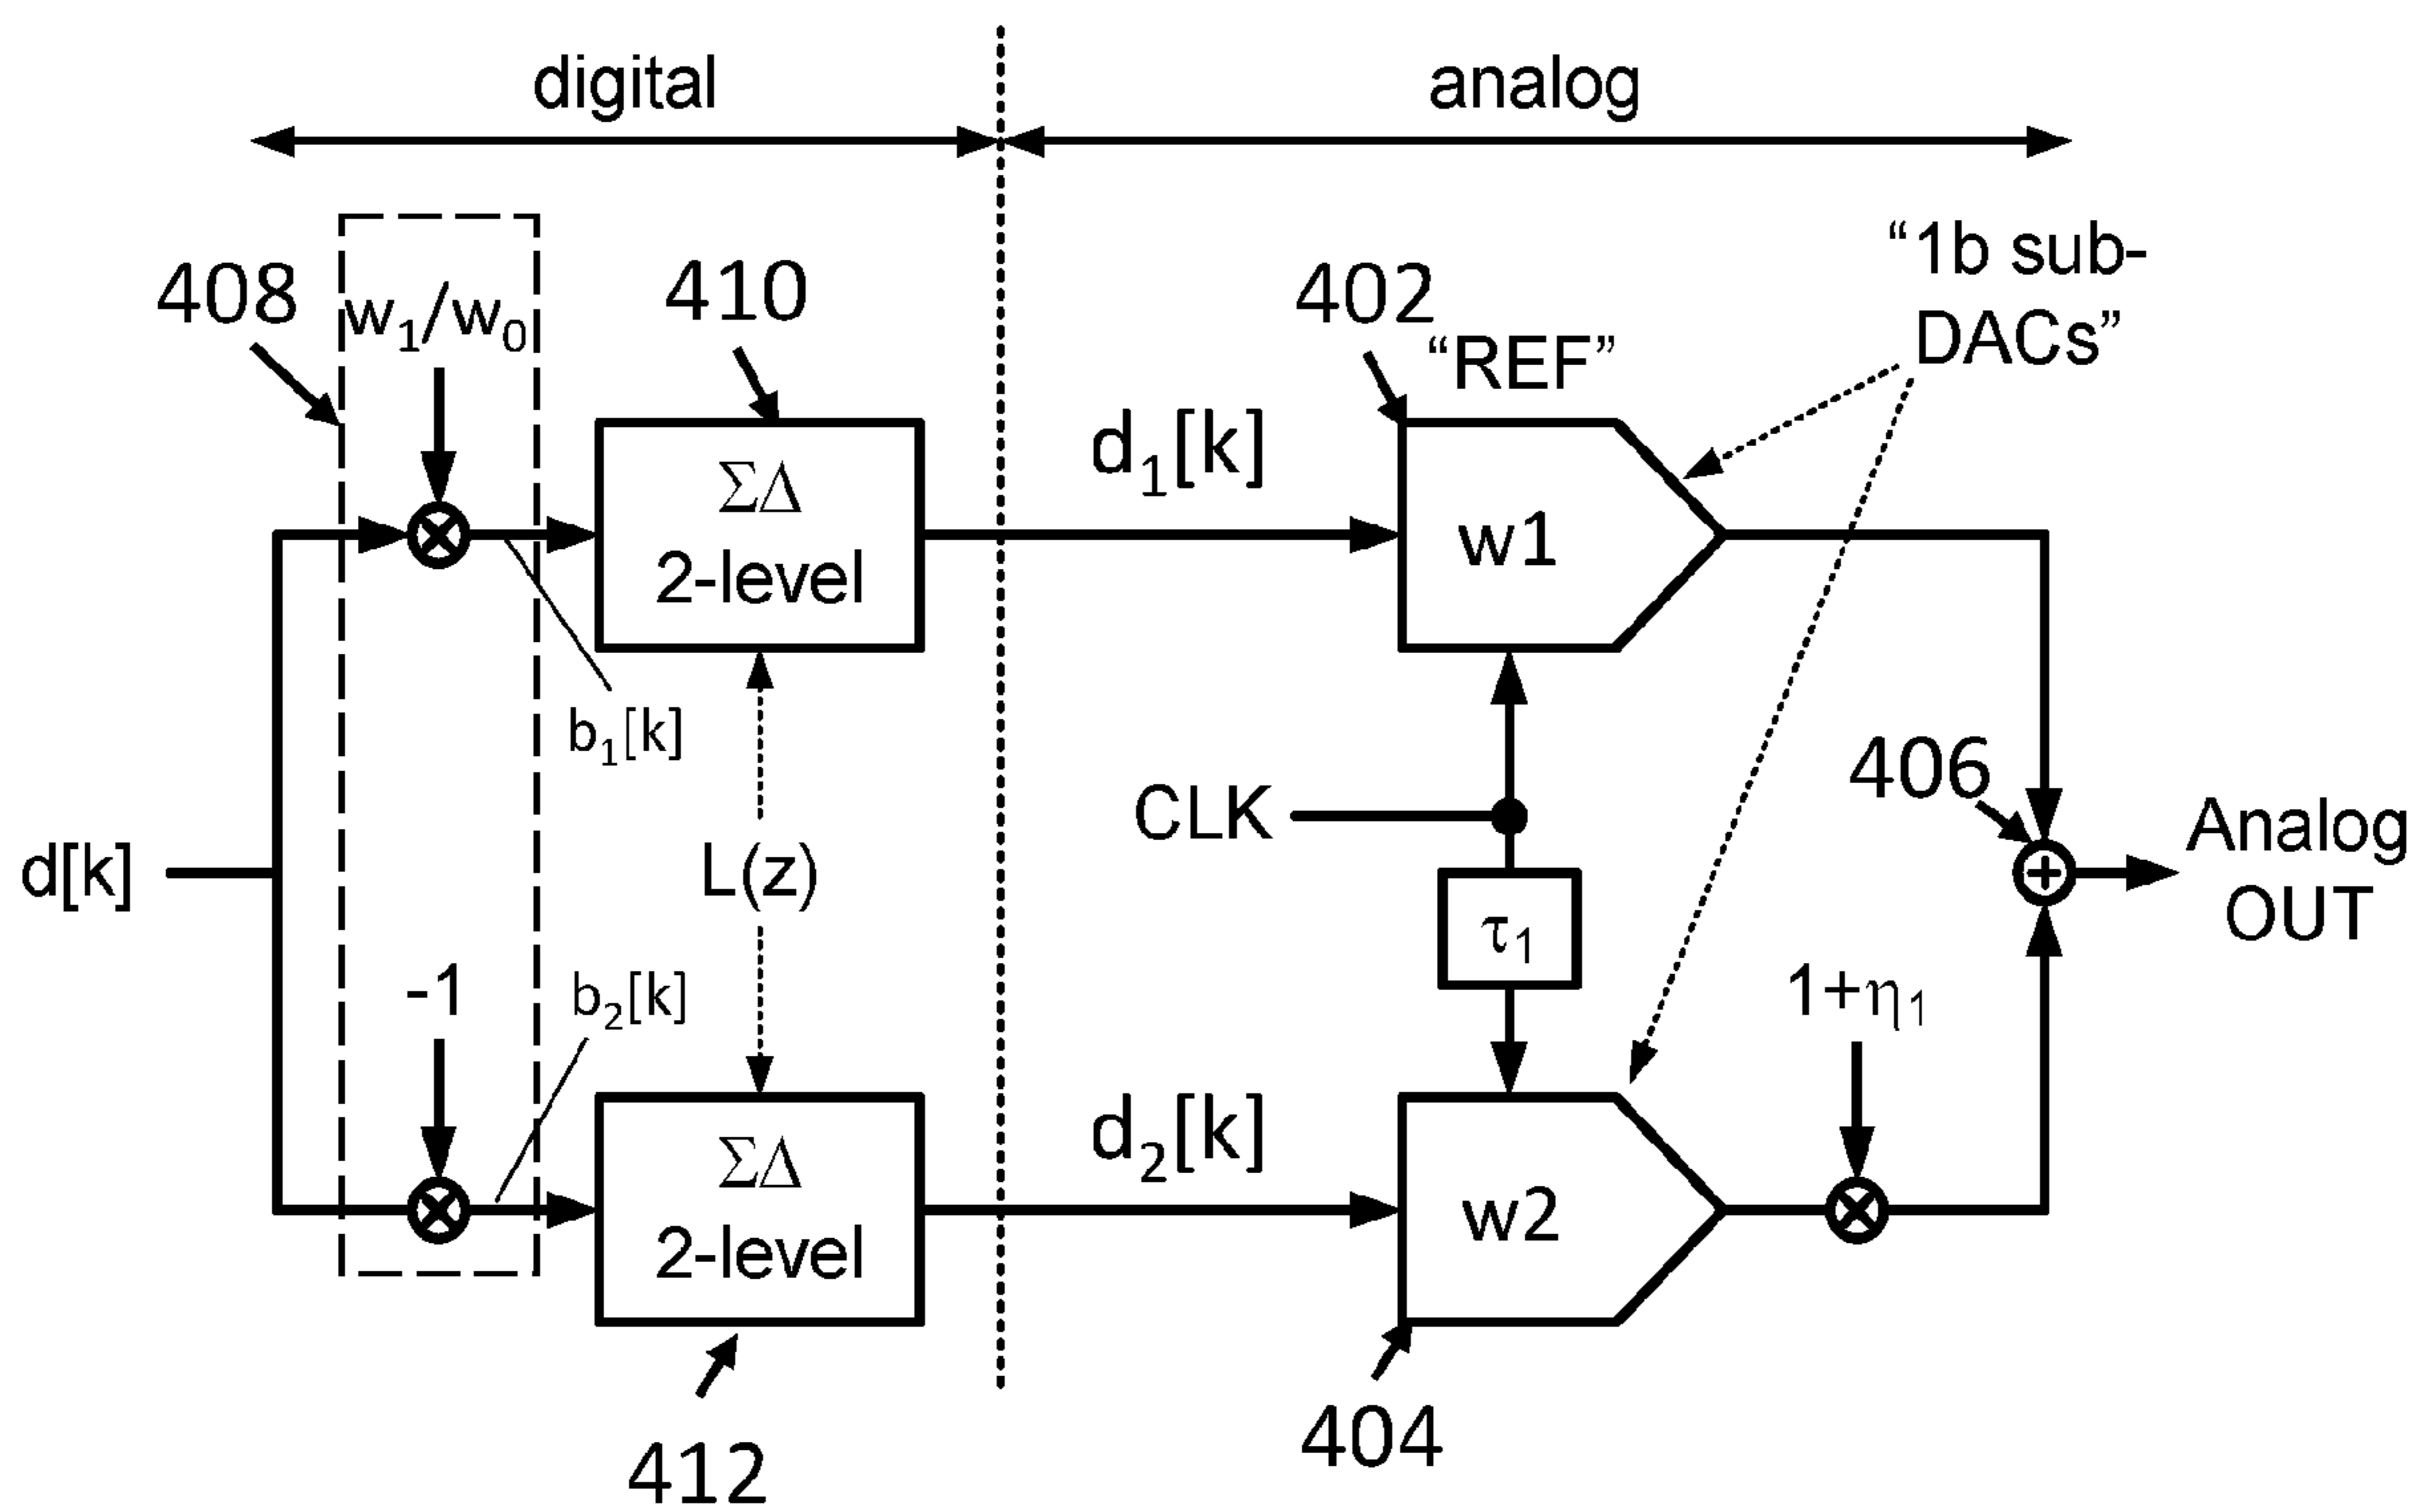 digital
analog
“1b sub-
DACs”
408
w₁/w₀
410
402
“REF”
ΣΔ
2-level
d₁[k]
w1
b₁[k]
406
CLK
Analog
OUT
d[k]
L(z)
τ₁
-1
b₂[k]
1+η₁
ΣΔ
2-level
d₂[k]
w2
412
404